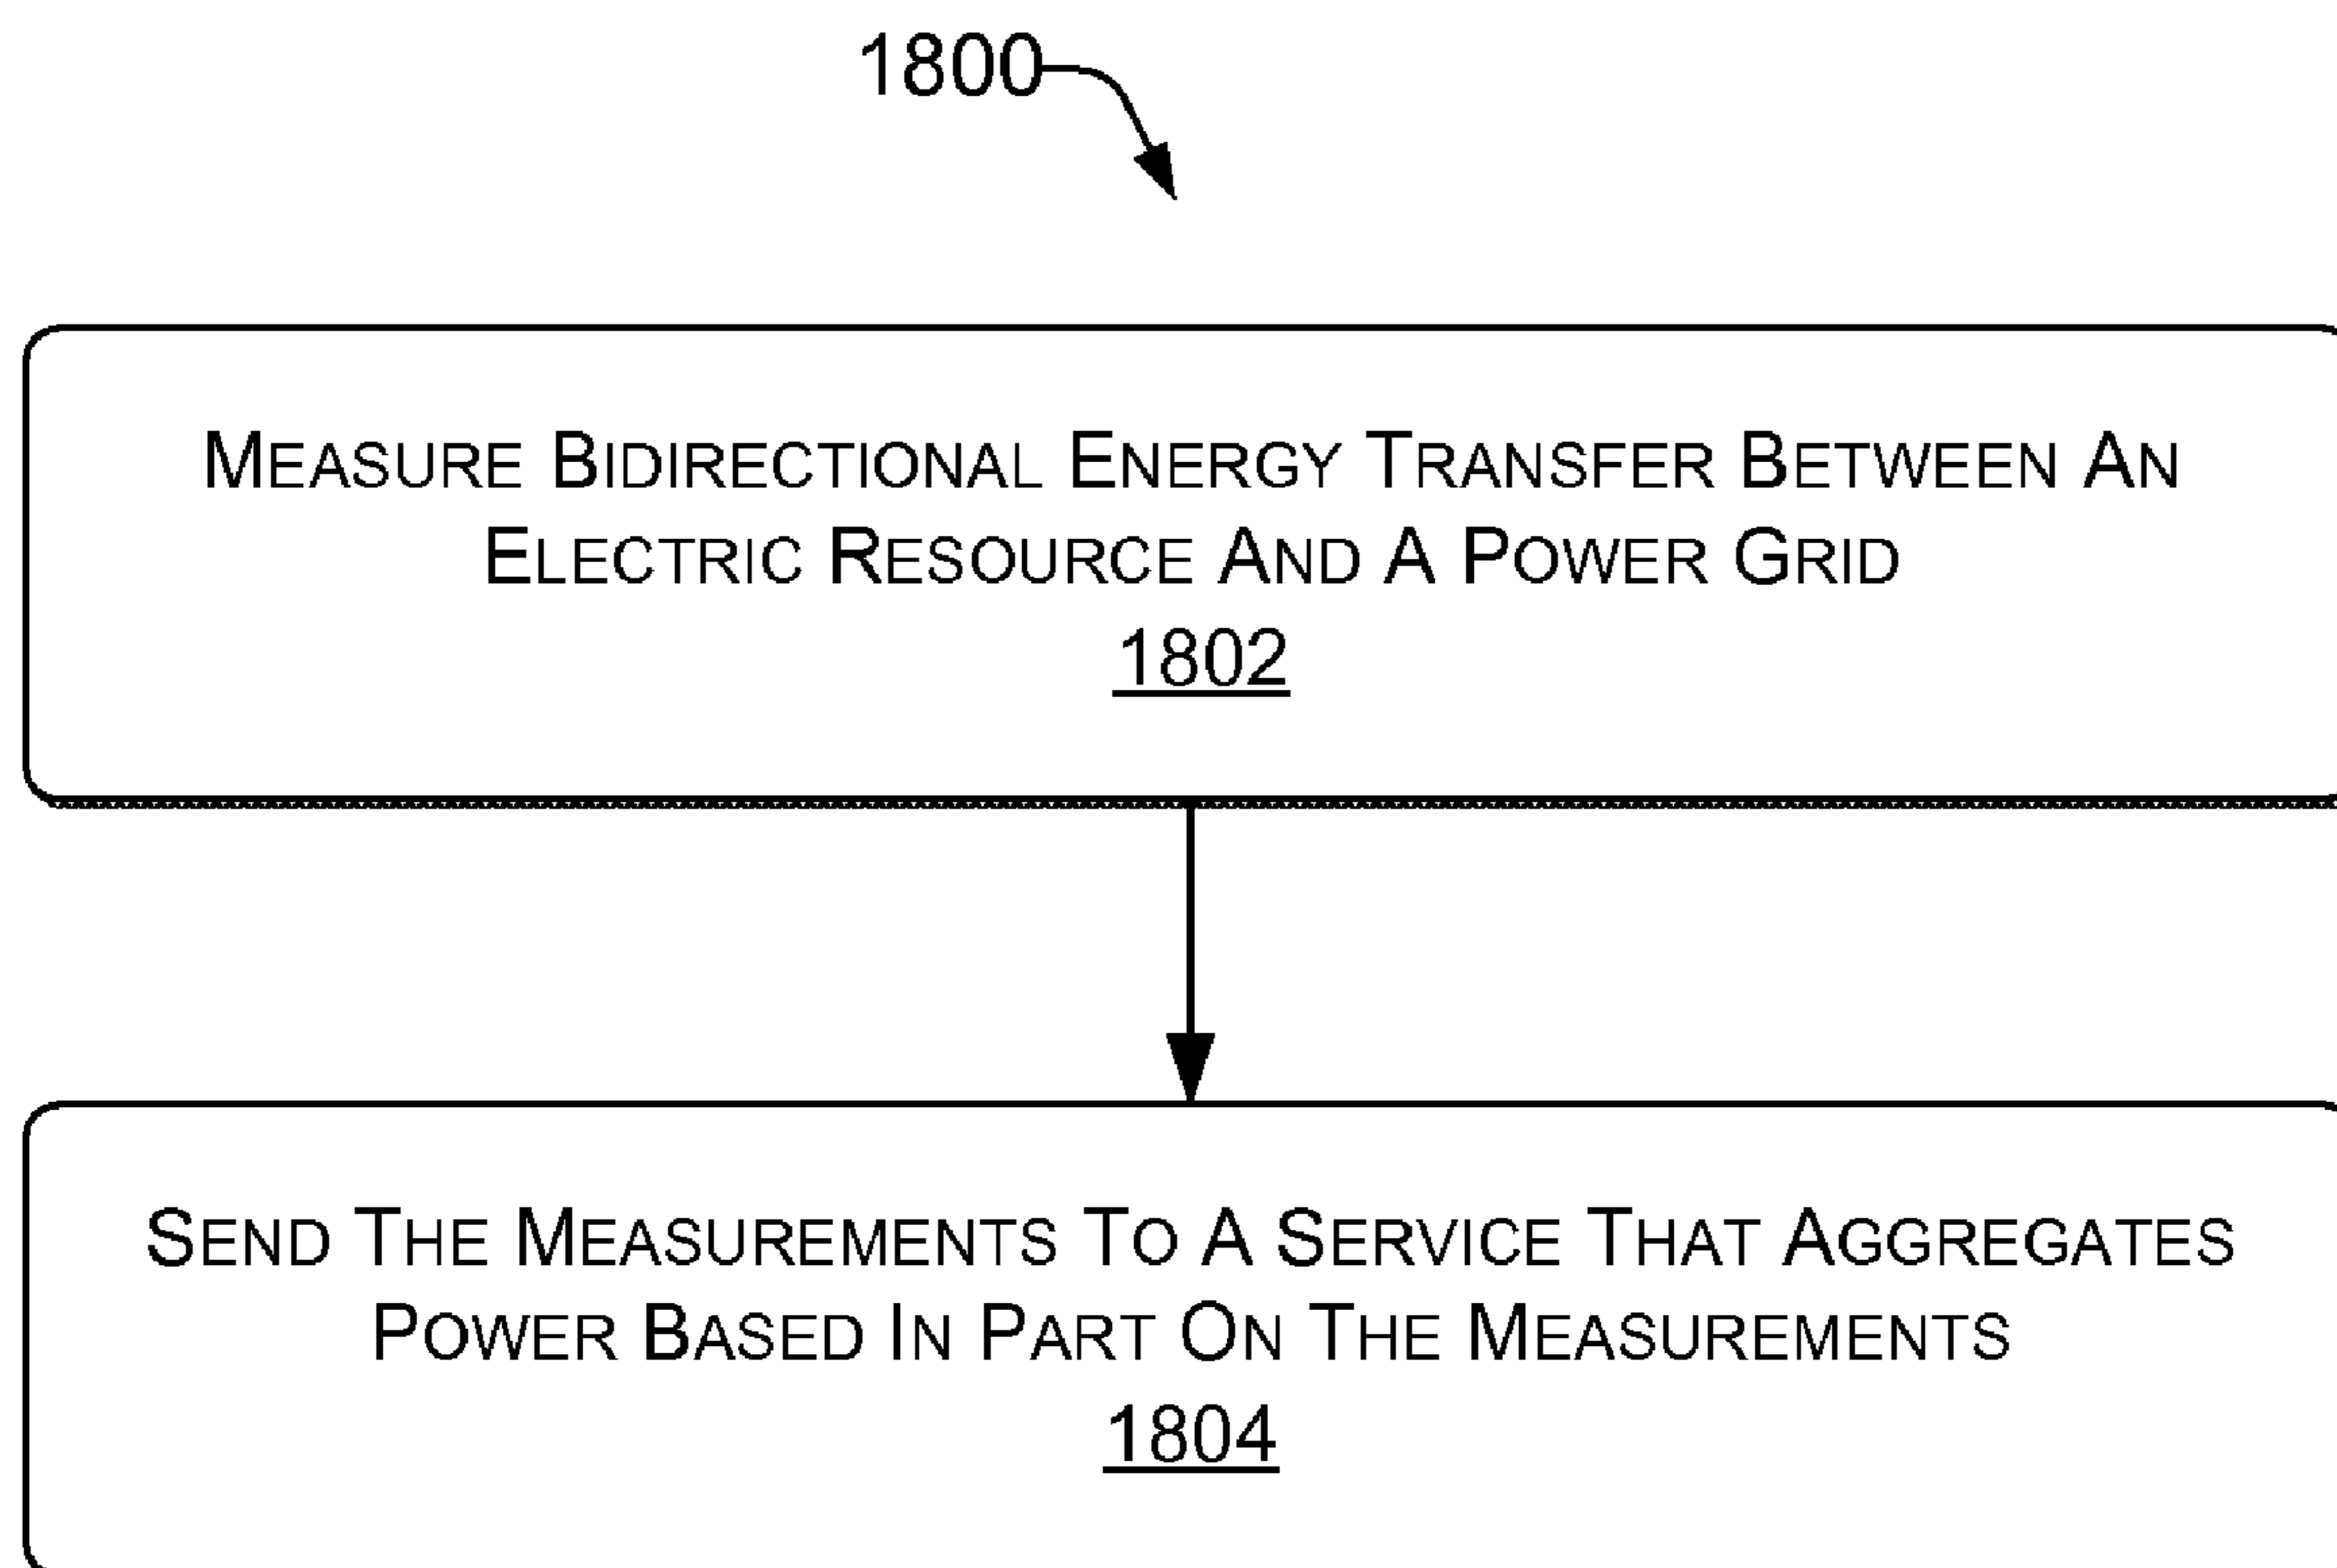 1800
MEASURE BIDIRECTIONAL ENERGY TRANSFER BETWEEN AN
ELECTRIC RESOURCE AND A POWER GRID
1802
SEND THE MEASUREMENTS TO A SERVICE THAT AGGREGATES
POWER BASED IN PART ON THE MEASUREMENTS
1804